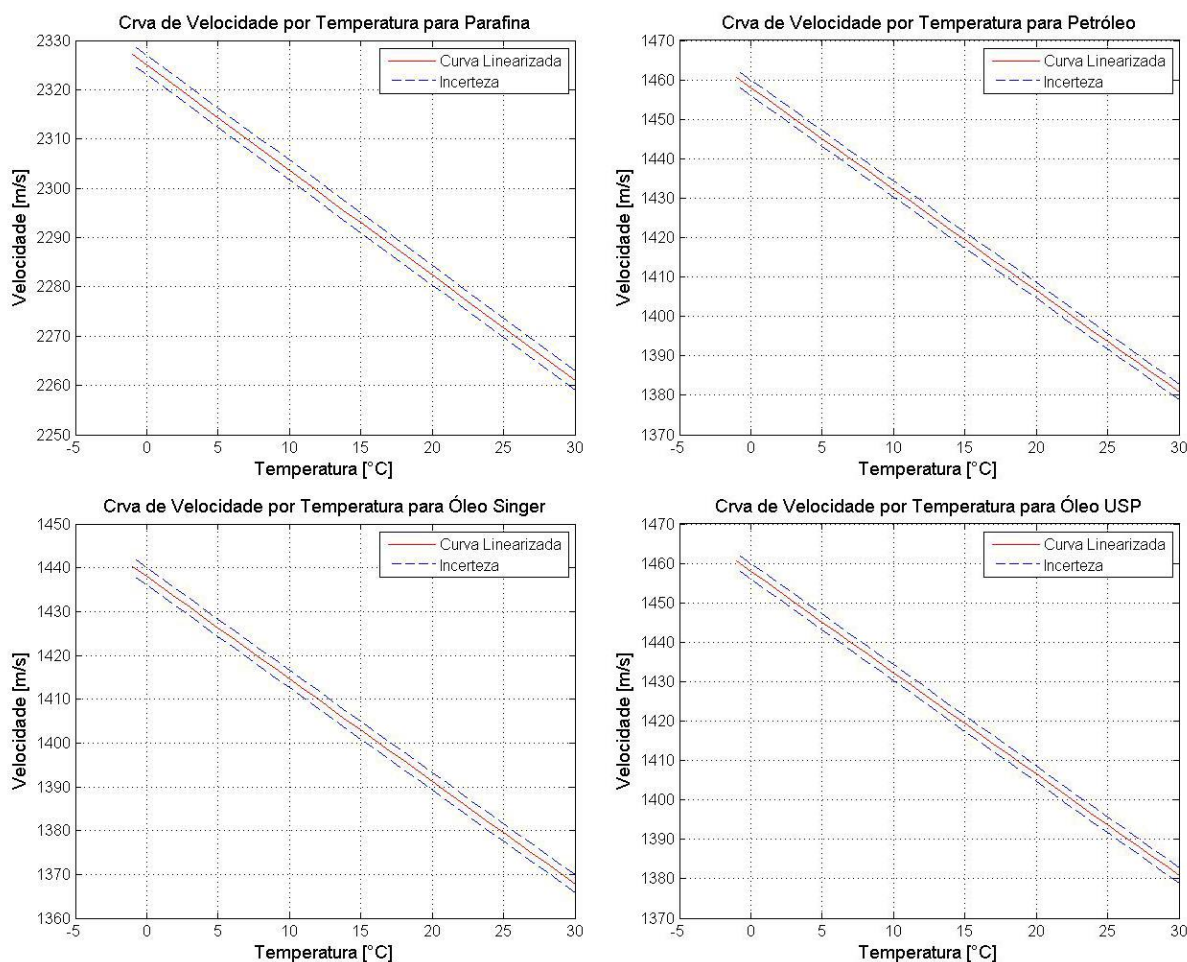 Crva de Velocidade por Temperatura para Parafina
2330
2320
2310
2300
2290
2280
2270
2260
2250
Velocidade [m/s]
Curva Linearizada
Incerteza
-5 0 5 10 15 20 25 30
Temperatura [°C]
Crva de Velocidade por Temperatura para Petróleo
1470
1460
1450
1440
1430
1420
1410
1400
1390
1380
1370
Velocidade [m/s]
Curva Linearizada
Incerteza
-5 0 5 10 15 20 25 30
Temperatura [°C]
Crva de Velocidade por Temperatura para Óleo Singer
1450
1440
1430
1420
1410
1400
1390
1380
1370
1360
Velocidade [m/s]
Curva Linearizada
Incerteza
-5 0 5 10 15 20 25 30
Temperatura [°C]
Crva de Velocidade por Temperatura para Óleo USP
1470
1460
1450
1440
1430
1420
1410
1400
1390
1380
1370
Velocidade [m/s]
Curva Linearizada
Incerteza
-5 0 5 10 15 20 25 30
Temperatura [°C]